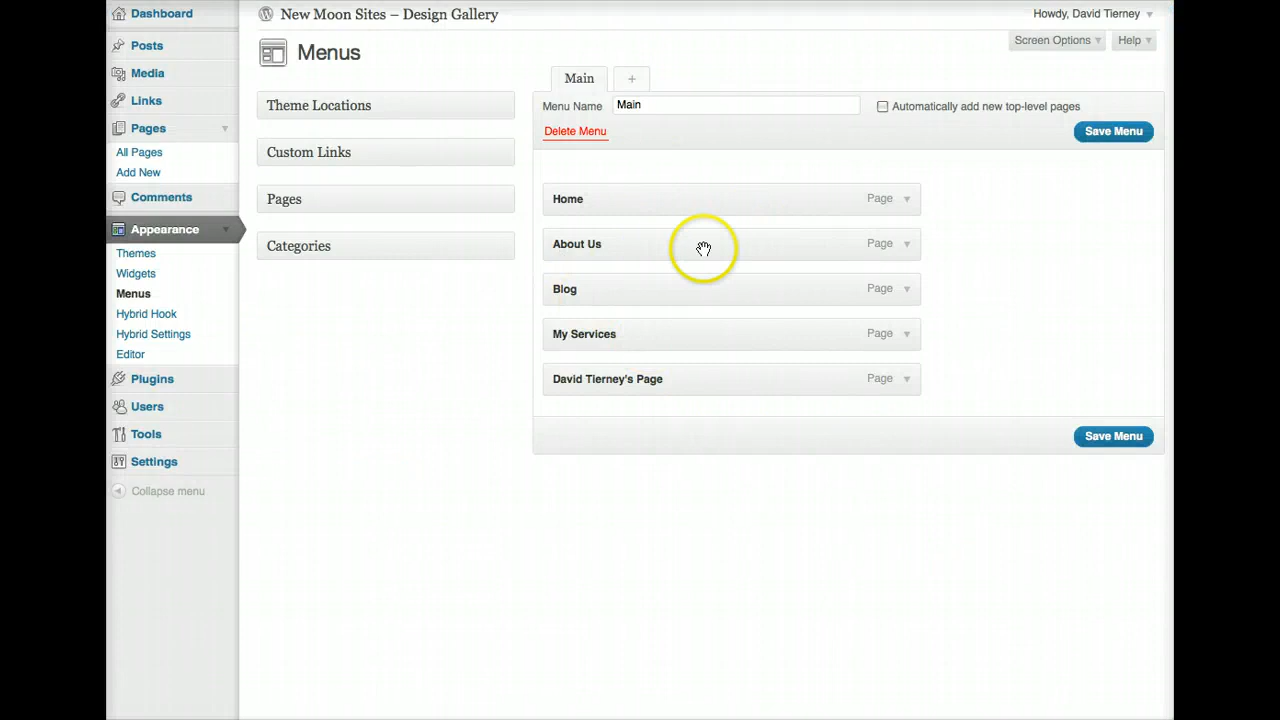 Dashboard
Posts
Media
Links
Pages
All Pages
Add New
Comments
Appearance
Themes
Widgets
Menus
Hybrid Hook
Hybrid Settings
Editor
Plugins
Users
Tools
Settings
Collapse menu
New Moon Sites – Design Gallery
Howdy, David Tierney
Screen Options
Help
Menus
Theme Locations
Custom Links
Pages
Categories
Main
+
Menu Name
Main
Automatically add new top-level pages
Delete Menu
Save Menu
Home Page
About Us Page
Blog Page
My Services Page
David Tierney's Page Page
Save Menu